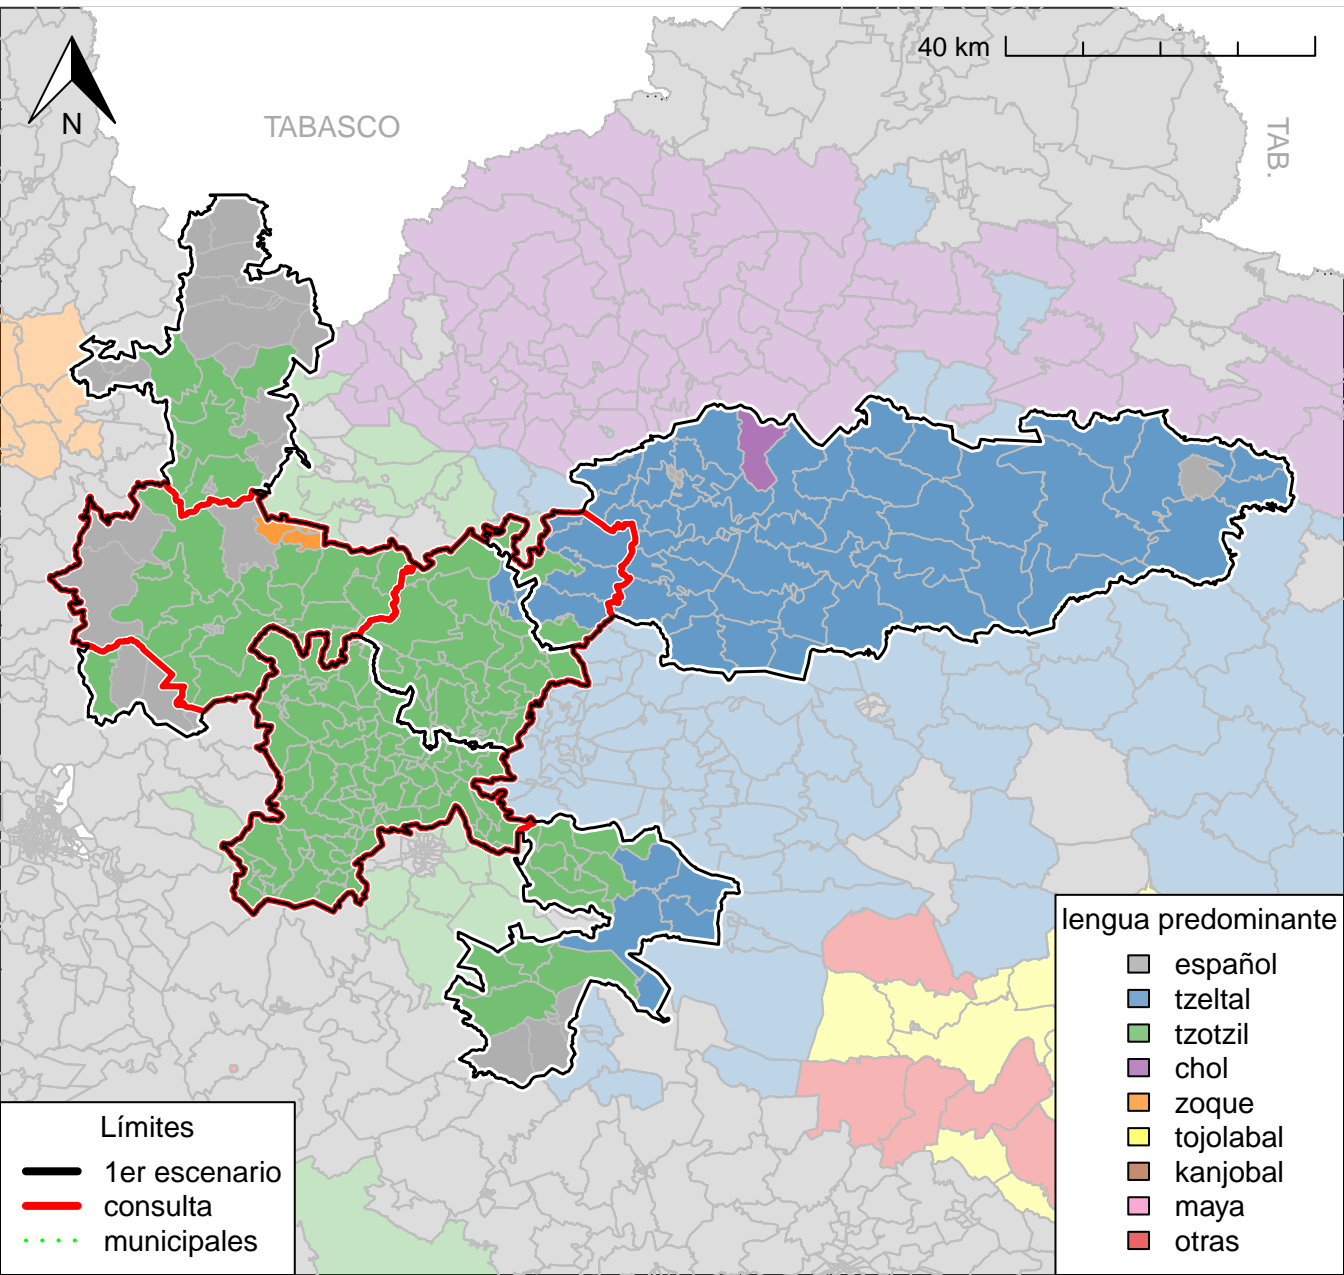 40 km
N
TABASCO
TAB.
lengua predominante
español
tzeltal
tzotzil
chol
zoque
tojolabal
kanjobal
maya
otras
Límites
1er escenario
consulta
municipales